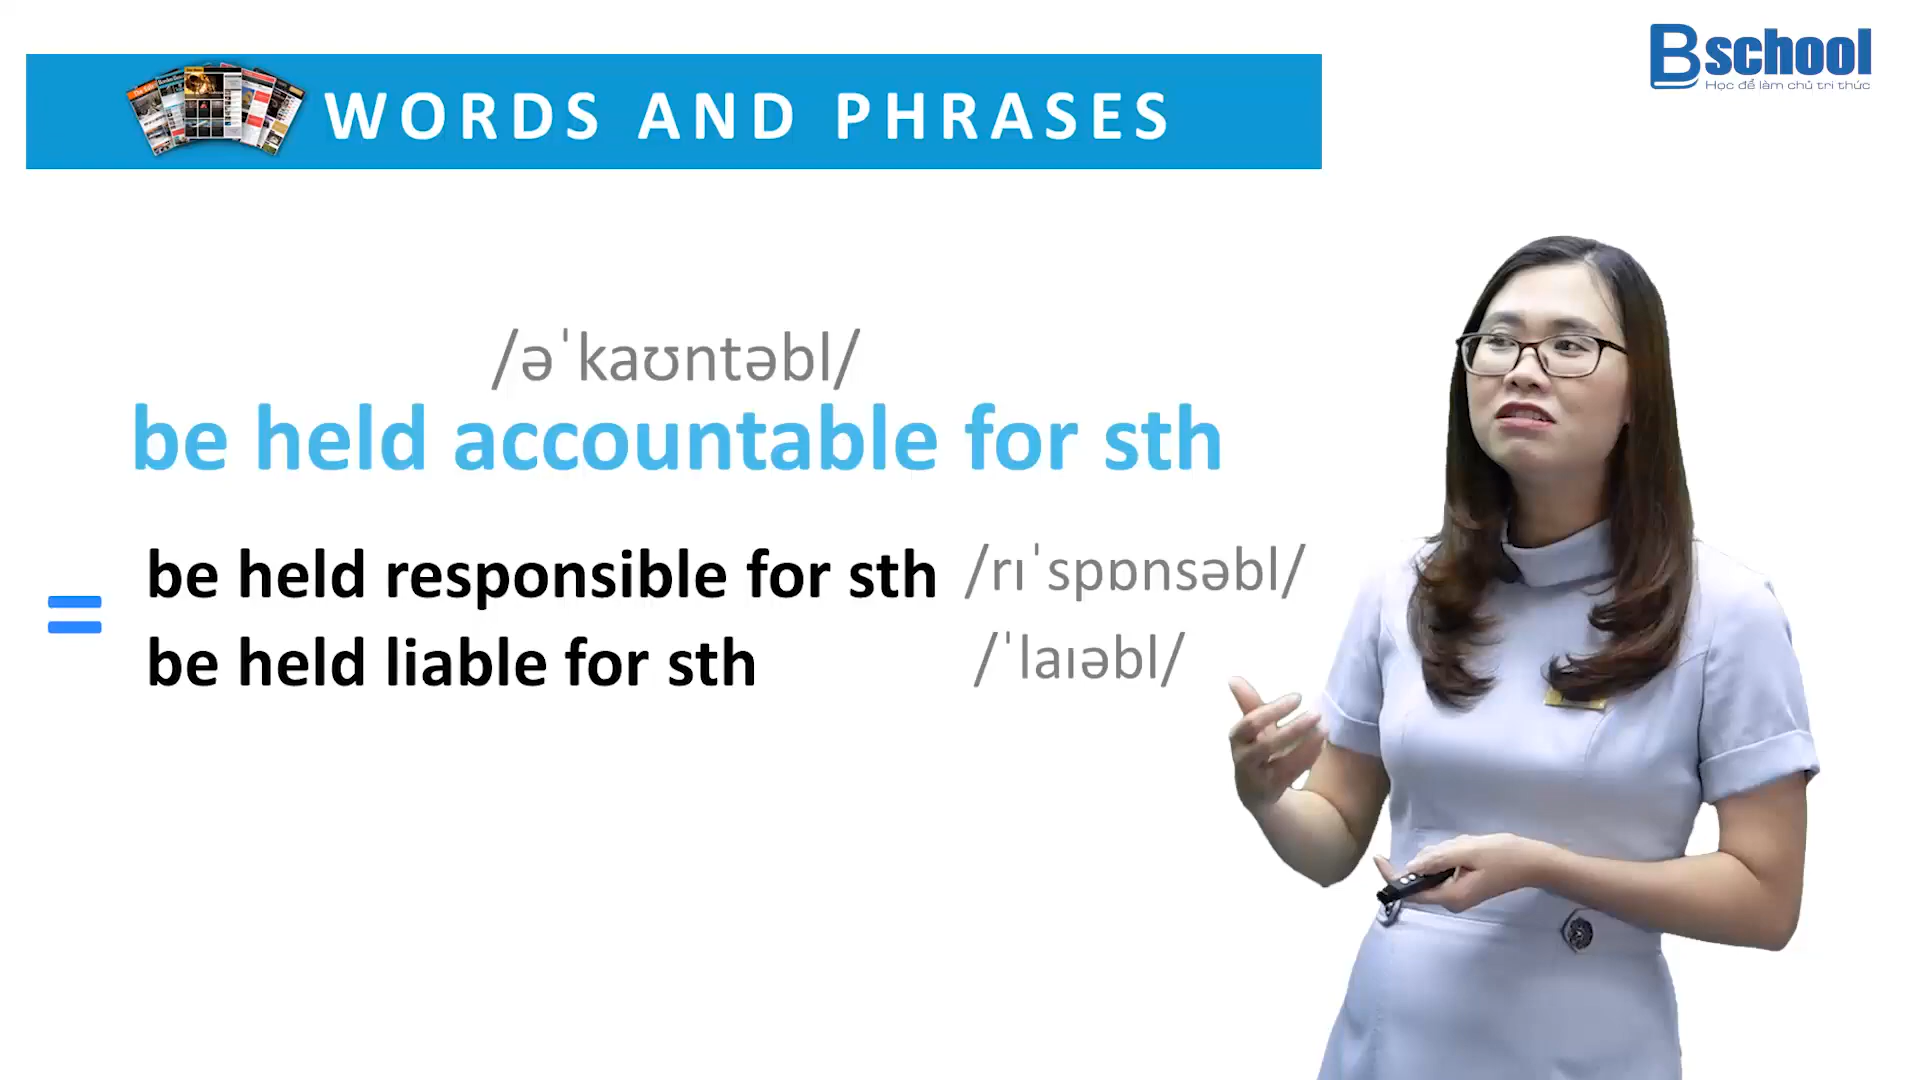 Bschool
Học để làm chủ tri thức
WORDS AND PHRASES
/əˈkaʊntəbl/
be held accountable for sth
= be held responsible for sth /rɪˈspɒnsəbl/
be held liable for sth /ˈlaɪəbl/